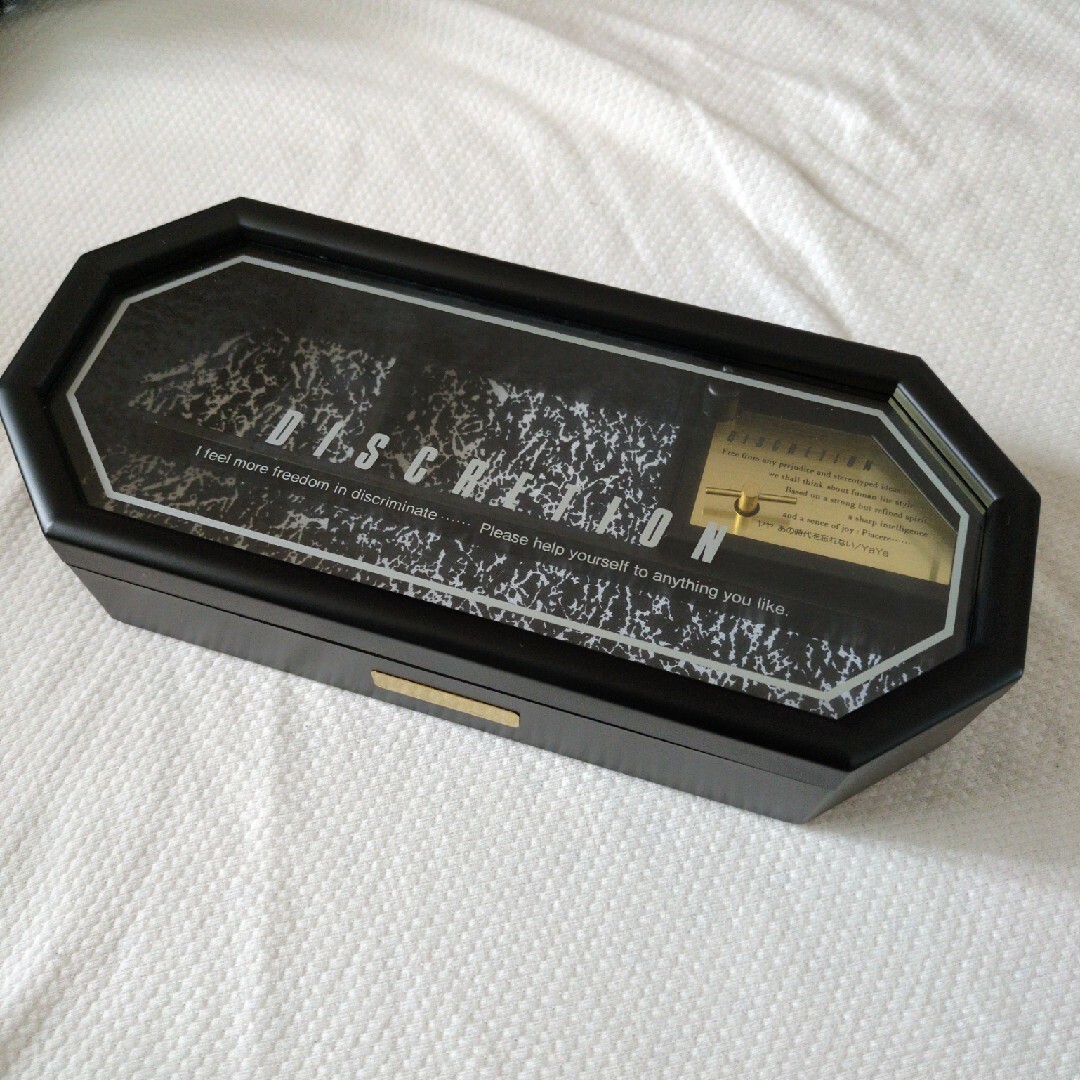 DISCRETION
I feel more freedom in discriminate…… Please help yourself to anything you like.
DISCRETION
Free from any prejudice and stereotyped ideas
we shall think about human life style
Based on a strong but refined spirit,
a sharp intelligence
and a sense of joy : Piacere……
あの時代を忘れない/YaYa